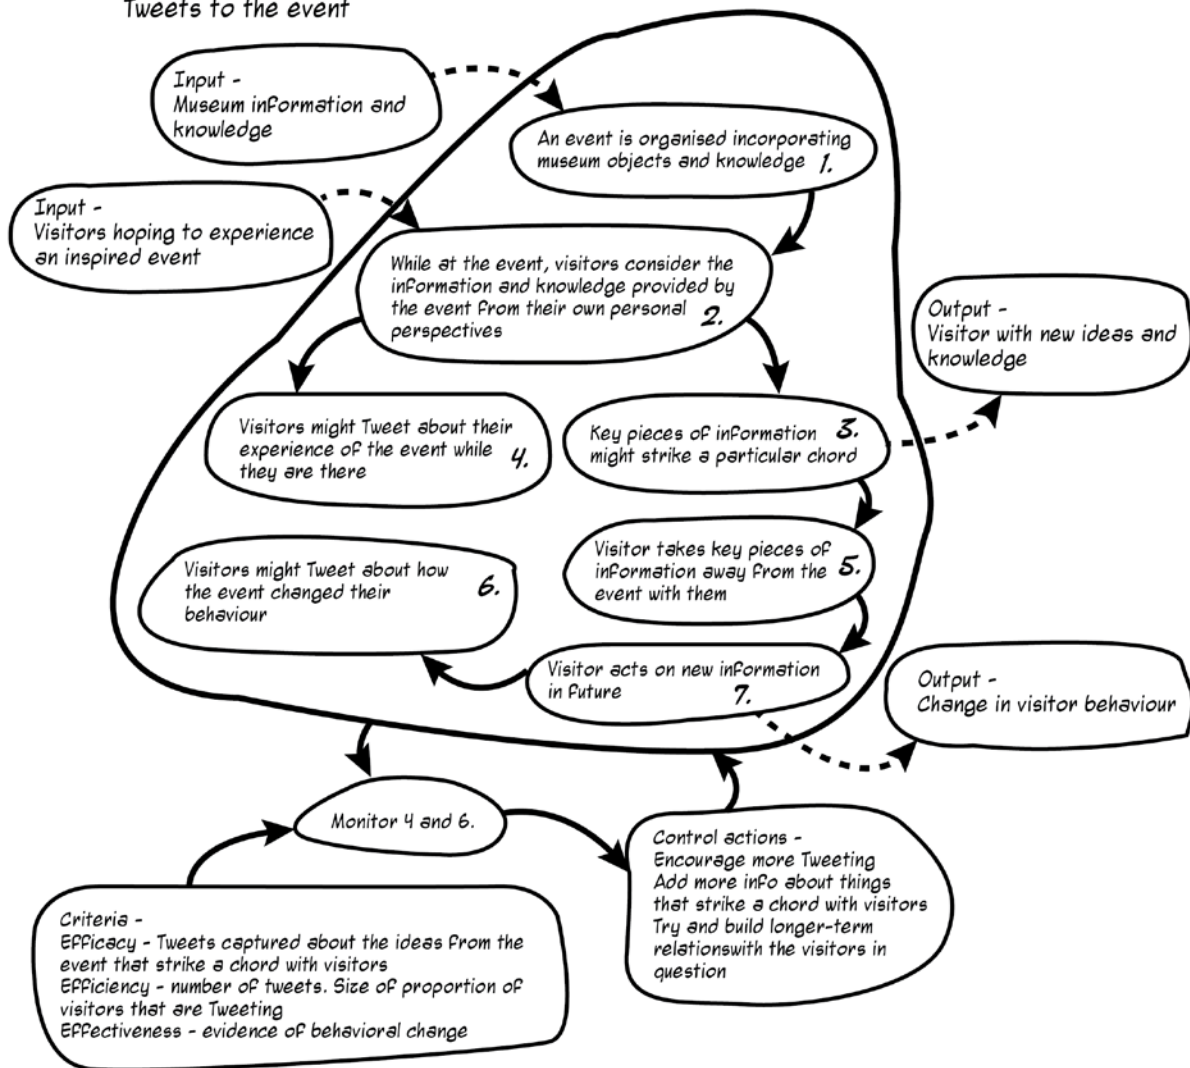 Tweets to the event
Input -
Museum information and
knowledge
An event is organised incorporating
museum objects and knowledge 1.
Input -
Visitors hoping to experience
an inspired event
While at the event, visitors consider the
information and knowledge provided by
the event from their own personal
perspectives 2.
Output -
Visitor with new ideas and
knowledge
Visitors might Tweet about their
experience of the event while
they are there 4.
Key pieces of information 3.
might strike a particular chord
Visitor takes key pieces of
information away from the 5.
event with them
Visitors might Tweet about how
the event changed their 6.
behaviour
Visitor acts on new information
in future 7.
Output -
Change in visitor behaviour
Monitor 4 and 6.
Control actions -
Encourage more Tweeting
Add more info about things
that strike a chord with visitors
Try and build longer-term
relationswith the visitors in
question
Criteria -
Efficacy - Tweets captured about the ideas from the
event that strike a chord with visitors
Efficiency - number of tweets. Size of proportion of
visitors that are Tweeting
Effectiveness - evidence of behavioral change